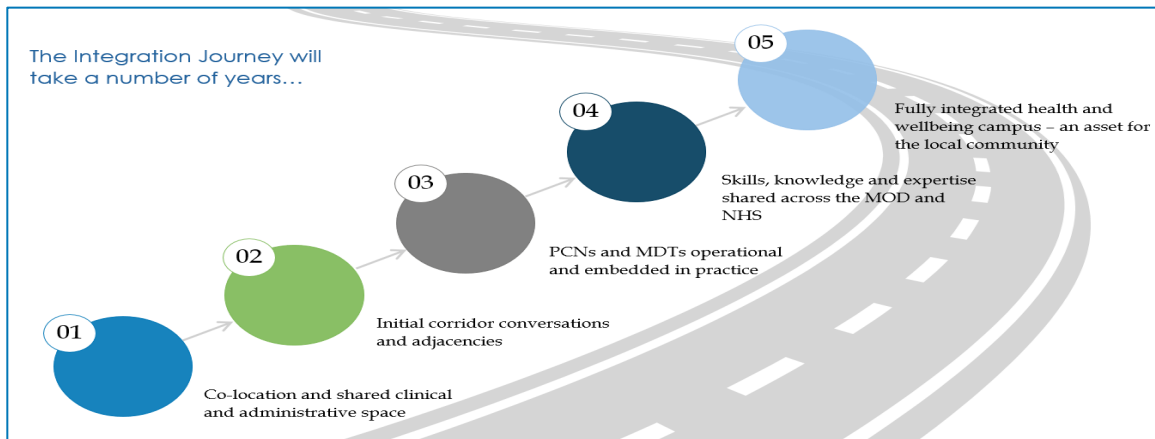 The Integration Journey will
take a number of years…
01
Co-location and shared clinical
and administrative space
02
Initial corridor conversations
and adjacencies
03
PCNs and MDTs operational
and embedded in practice
04
Skills, knowledge and expertise
shared across the MOD and
NHS
05
Fully integrated health and
wellbeing campus – an asset for
the local community